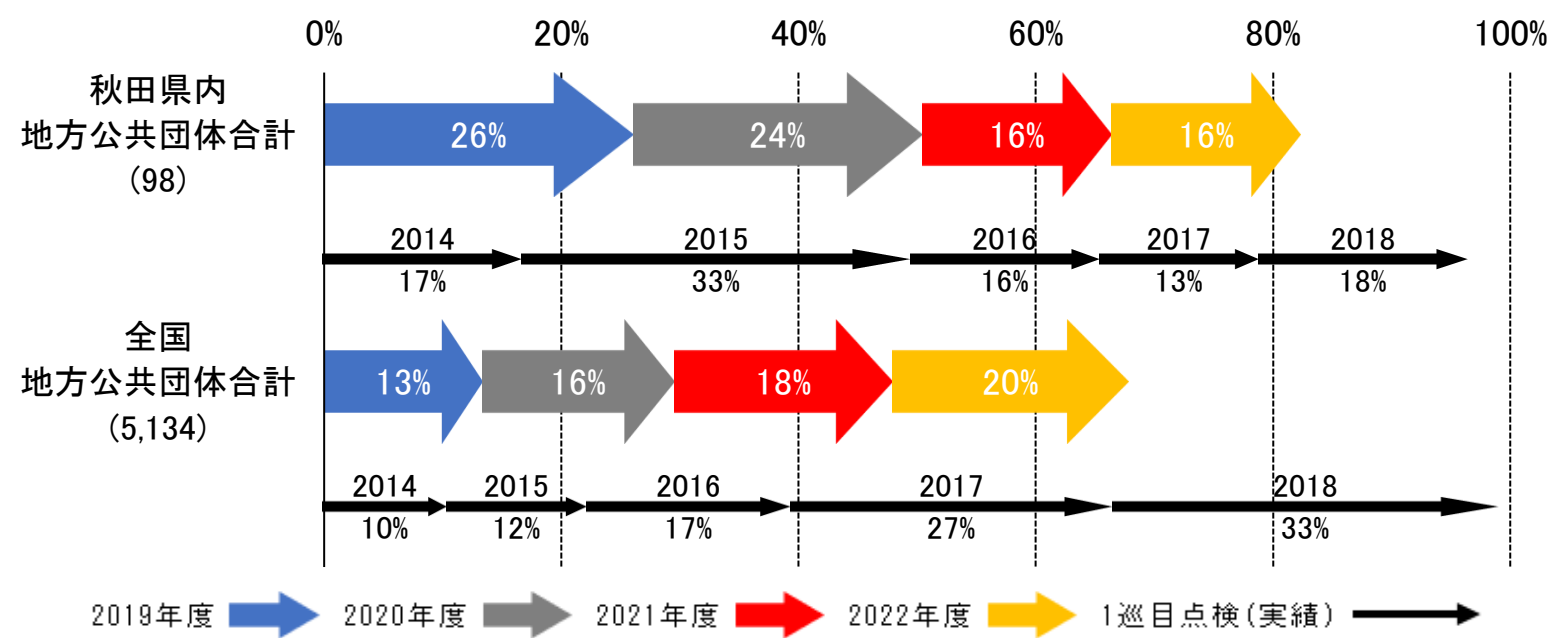 0% 20% 40% 60% 80% 100%
秋田県内
地方公共団体合計
(98)
26% 24% 16% 16%
2014 2015 2016 2017 2018
17% 33% 16% 13% 18%
全国
地方公共団体合計
(5,134)
13% 16% 18% 20%
2014 2015 2016 2017 2018
10% 12% 17% 27% 33%
2019年度 2020年度 2021年度 2022年度 1巡目点検(実績)